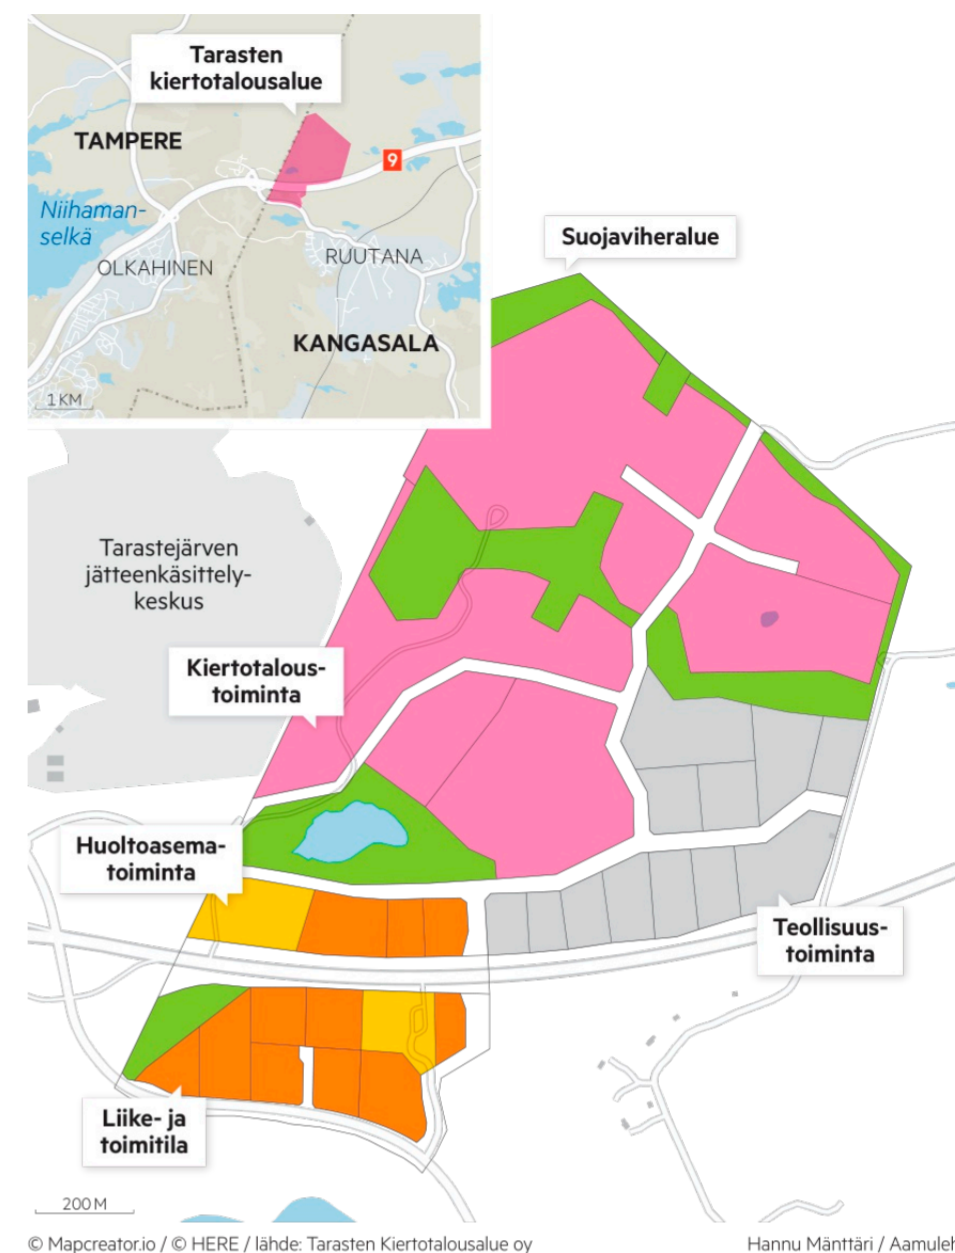 Tarasten
kiertotalousalue
TAMPERE
9
Niihaman-
selkä
OLKAHINEN
RUUTANA
KANGASALA
1 KM
Suojaviheralue
Tarastejärven
jätteenkäsittely-
keskus
Kiertotalous-
toiminta
Huoltoasema-
toiminta
Teollisuus-
toiminta
Liike- ja
toimitila
200 M
© Mapcreator.io / © HERE / lähde: Tarasten Kiertotalousalue oy
Hannu Mänttäri / Aamuleh